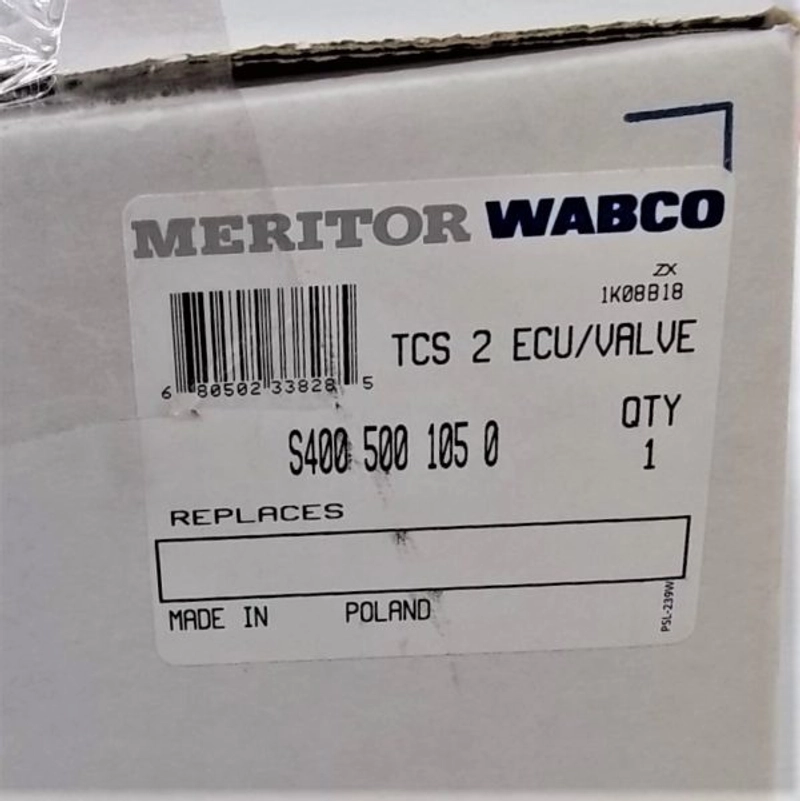 MERITOR WABCO
ZX
1K08B18
TCS 2 ECU/VALVE
6 80502 33828 5
QTY
S400 500 105 0
1
REPLACES
MADE IN POLAND
PSL-239W